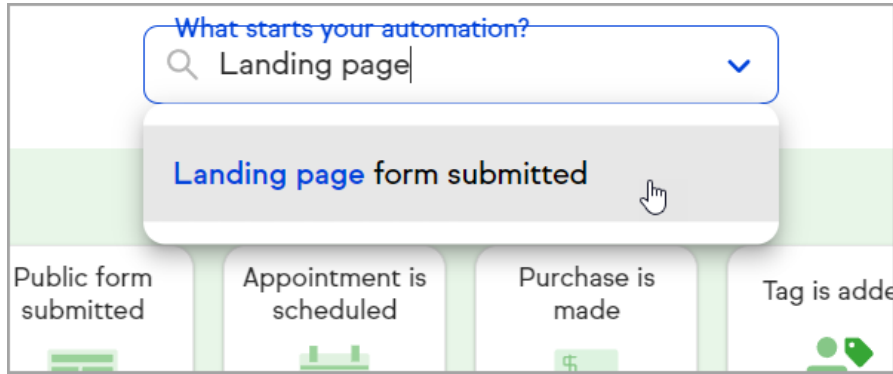 What starts your automation?
Landing page
Landing page form submitted
Public form
submitted
Appointment is
scheduled
Purchase is
made
Tag is adde
$